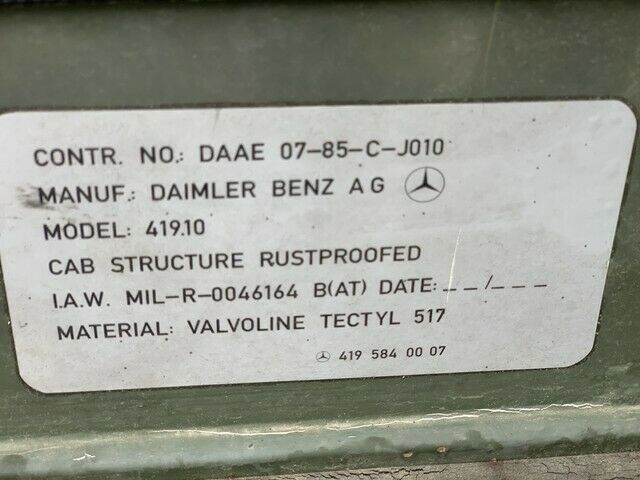 CONTR. NO.: DAAE 07-85-C-J010
MANUF.: DAIMLER BENZ AG
MODEL: 419.10
CAB STRUCTURE RUSTPROOFED
I.A.W. MIL-R-0046164 B(AT) DATE: _ _ / _ _ _
MATERIAL: VALVOLINE TECTYL 517
419 584 00 07